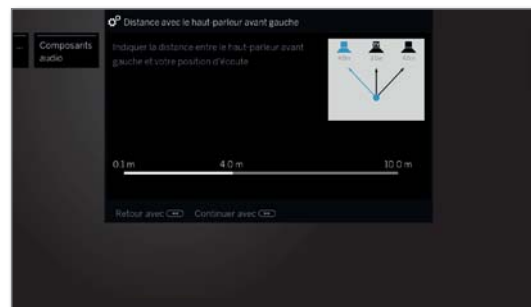 Distance avec le haut-parleur avant gauche
...
Composants
audio
Indiquer la distance entre le haut-parleur avant
gauche et votre position d'écoute
0.1 m 4.0 m 10.0 m
Retour avec Continuer avec